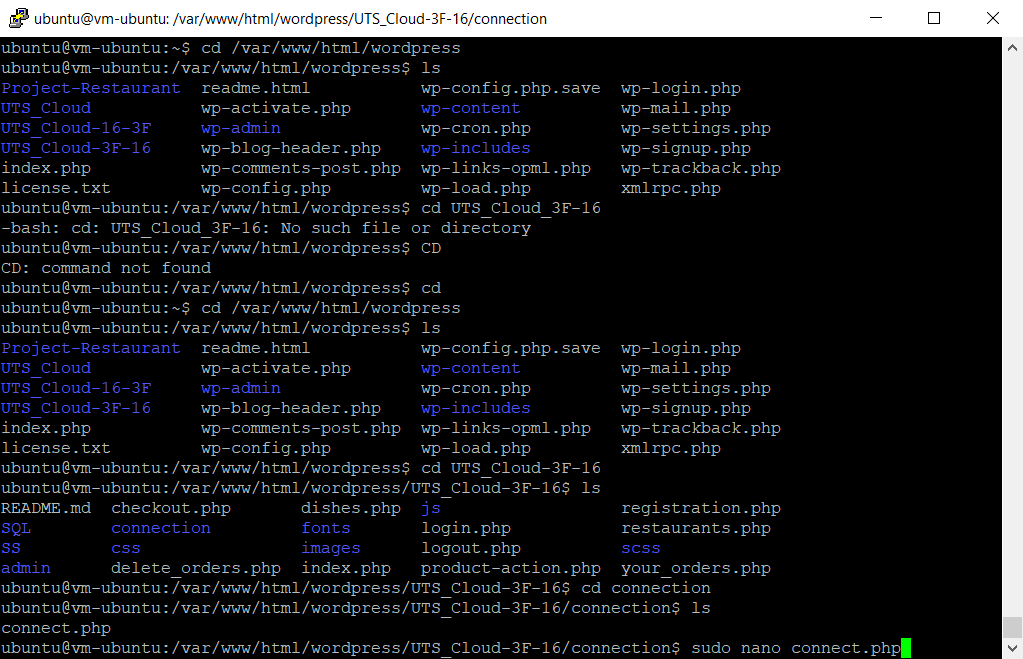 ubuntu@vm-ubuntu: /var/www/html/wordpress/UTS_Cloud-3F-16/connection
ubuntu@vm-ubuntu:~$ cd /var/www/html/wordpress
ubuntu@vm-ubuntu:/var/www/html/wordpress$ ls
Project-Restaurant  readme.html           wp-config.php.save  wp-login.php
UTS_Cloud           wp-activate.php       wp-content          wp-mail.php
UTS_Cloud-16-3F     wp-admin              wp-cron.php         wp-settings.php
UTS_Cloud-3F-16     wp-blog-header.php    wp-includes         wp-signup.php
index.php           wp-comments-post.php  wp-links-opml.php   wp-trackback.php
license.txt         wp-config.php         wp-load.php         xmlrpc.php
ubuntu@vm-ubuntu:/var/www/html/wordpress$ cd UTS_Cloud_3F-16
-bash: cd: UTS_Cloud_3F-16: No such file or directory
ubuntu@vm-ubuntu:/var/www/html/wordpress$ CD
CD: command not found
ubuntu@vm-ubuntu:/var/www/html/wordpress$ cd
ubuntu@vm-ubuntu:~$ cd /var/www/html/wordpress
ubuntu@vm-ubuntu:/var/www/html/wordpress$ ls
Project-Restaurant  readme.html           wp-config.php.save  wp-login.php
UTS_Cloud           wp-activate.php       wp-content          wp-mail.php
UTS_Cloud-16-3F     wp-admin              wp-cron.php         wp-settings.php
UTS_Cloud-3F-16     wp-blog-header.php    wp-includes         wp-signup.php
index.php           wp-comments-post.php  wp-links-opml.php   wp-trackback.php
license.txt         wp-config.php         wp-load.php         xmlrpc.php
ubuntu@vm-ubuntu:/var/www/html/wordpress$ cd UTS_Cloud-3F-16
ubuntu@vm-ubuntu:/var/www/html/wordpress/UTS_Cloud-3F-16$ ls
README.md  checkout.php       dishes.php  js                  registration.php
SQL        connection         fonts       login.php           restaurants.php
SS         css                images      logout.php          scss
admin      delete_orders.php  index.php   product-action.php  your_orders.php
ubuntu@vm-ubuntu:/var/www/html/wordpress/UTS_Cloud-3F-16$ cd connection
ubuntu@vm-ubuntu:/var/www/html/wordpress/UTS_Cloud-3F-16/connection$ ls
connect.php
ubuntu@vm-ubuntu:/var/www/html/wordpress/UTS_Cloud-3F-16/connection$ sudo nano connect.php